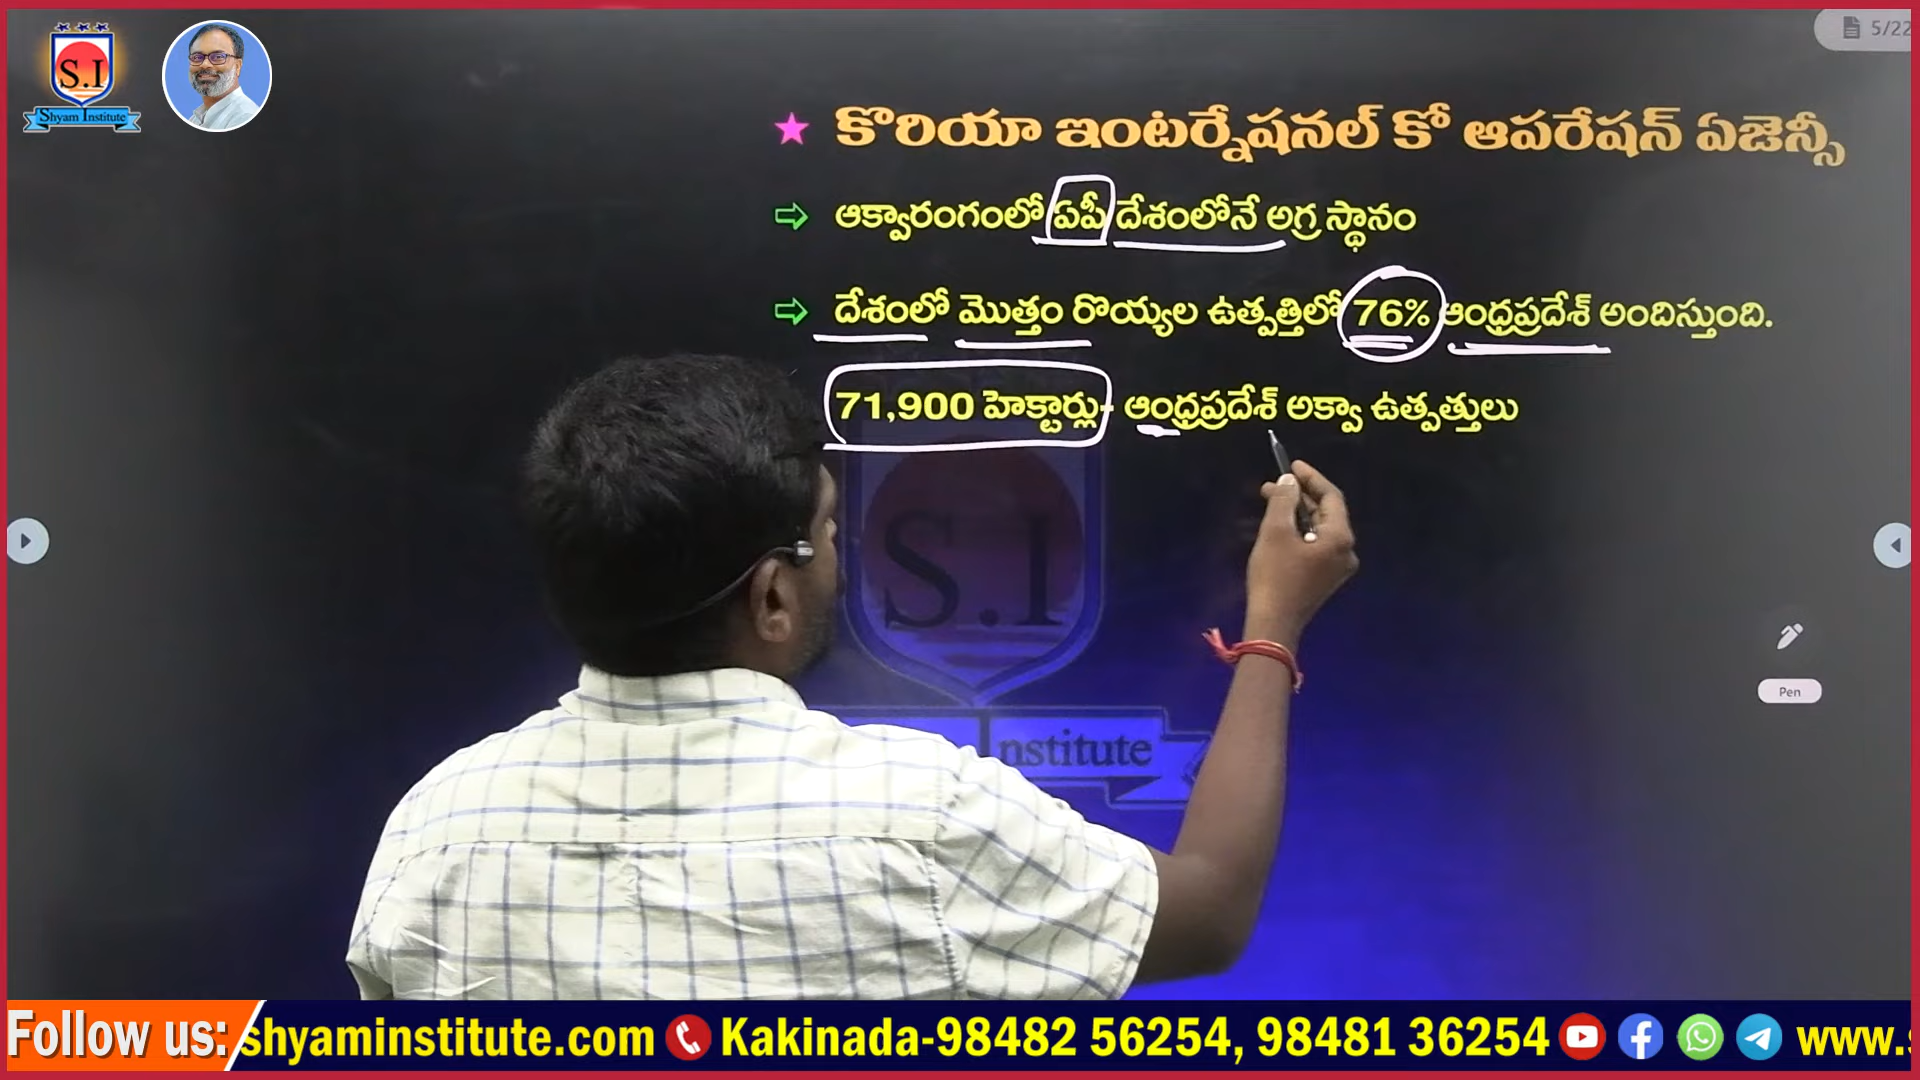 S.I
Shyam Institute
5/22
★ కొరియా ఇంటర్నేషనల్ కో ఆపరేషన్ ఏజెన్సీ
⇨ ఆక్వారంగంలో ఏపీ దేశంలోనే అగ్ర స్థానం
⇨ దేశంలో మొత్తం రొయ్యల ఉత్పత్తిలో 76% ఆంధ్రప్రదేశ్ అందిస్తుంది.
71,900 హెక్టార్లు- ఆంధ్రప్రదేశ్ అక్వా ఉత్పత్తులు
S.I
Institute
Pen
Follow us: shyaminstitute.com Kakinada-98482 56254, 98481 36254 www.s